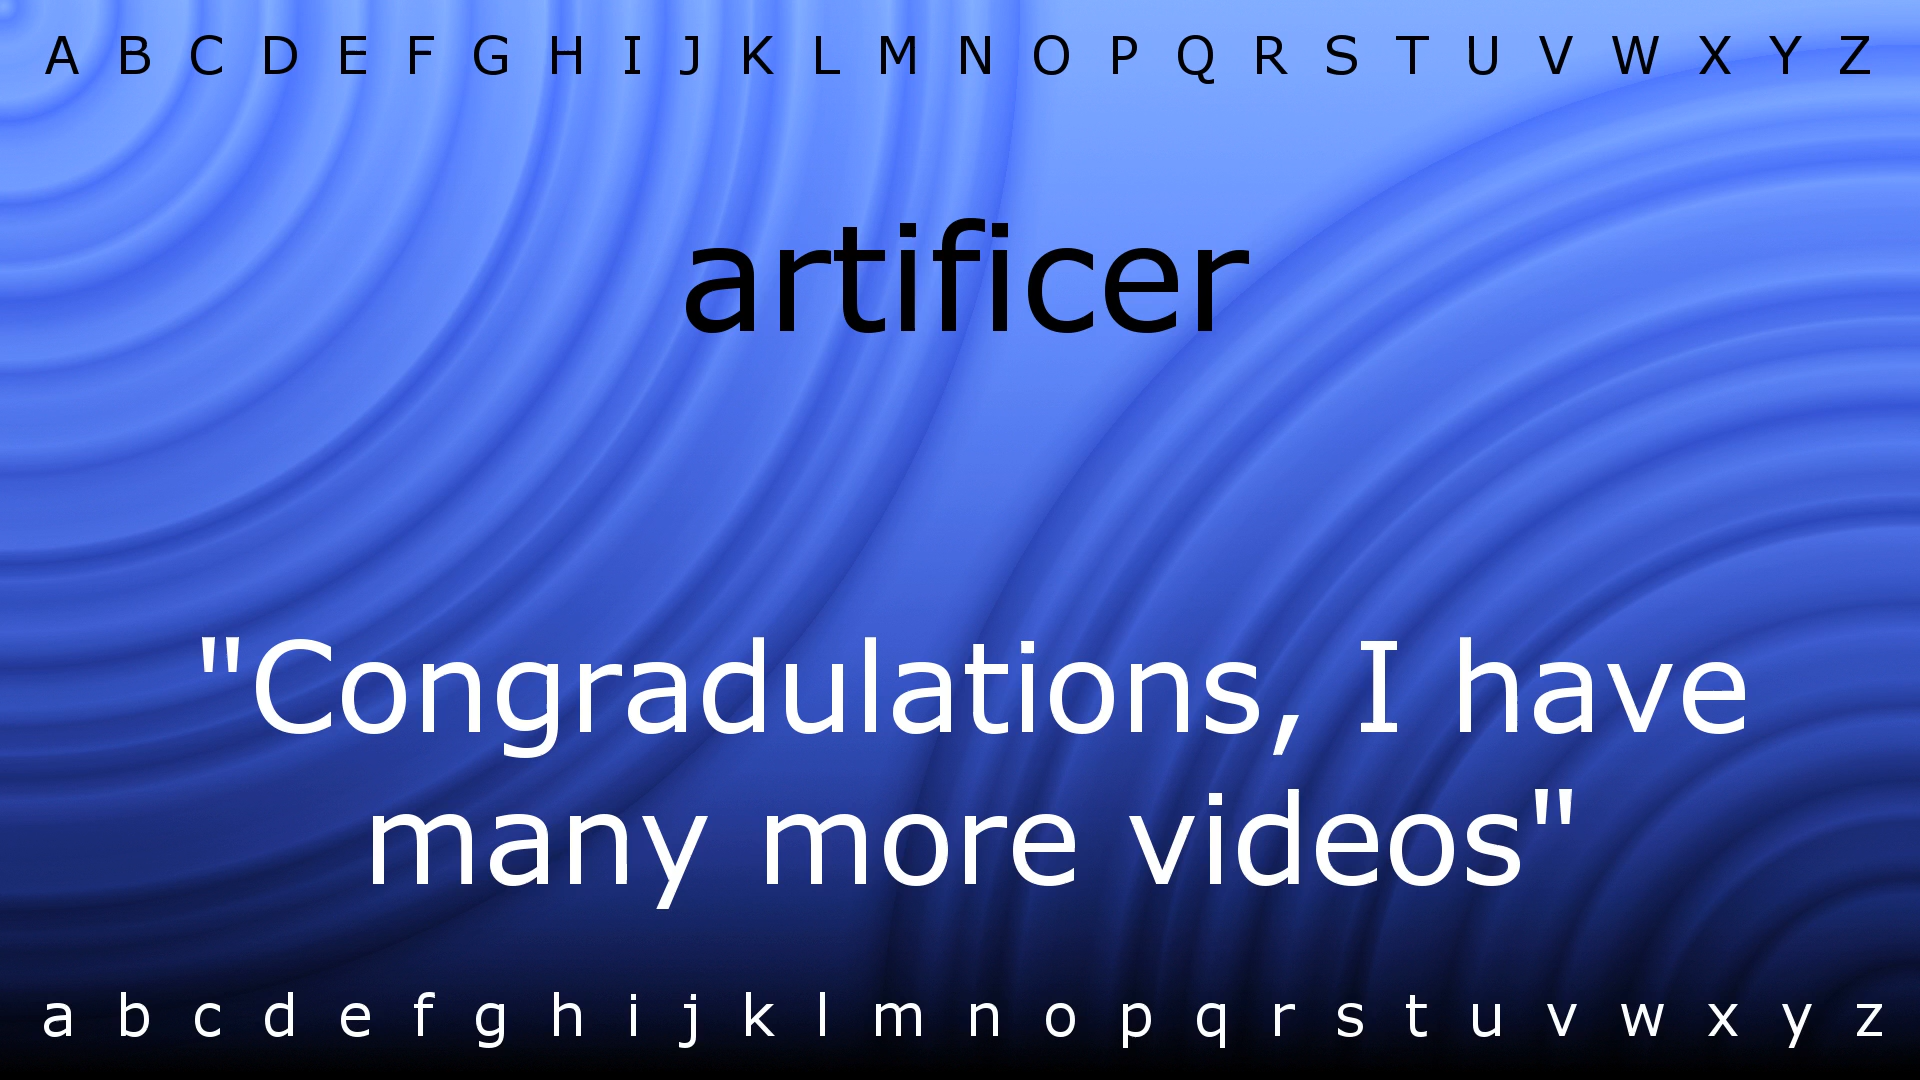 A B C D E F G H I J K L M N O P Q R S T U V W X Y Z
artificer
"Congradulations, I have
many more videos"
a b c d e f g h i j k l m n o p q r s t u v w x y z